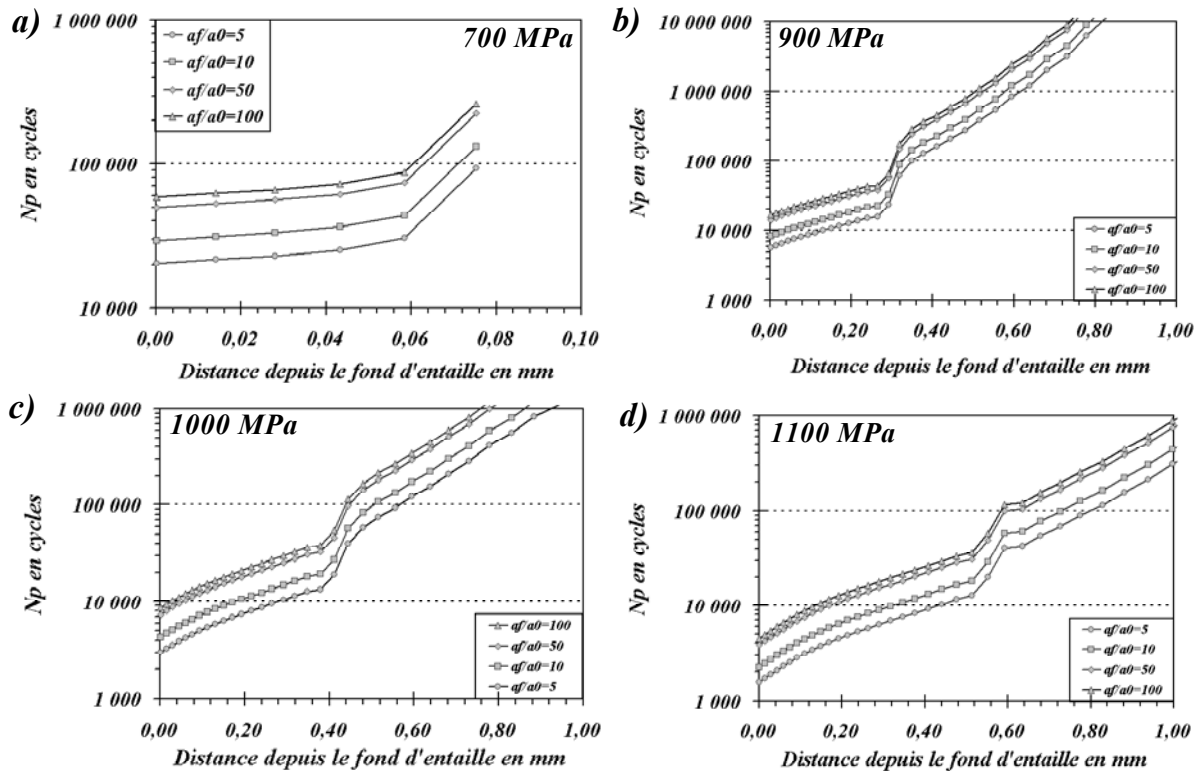 a)
700 MPa
1 000 000
100 000
10 000
Np en cycles
af/a0=5
af/a0=10
af/a0=50
af/a0=100
0,00 0,02 0,04 0,06 0,08 0,10
Distance depuis le fond d'entaille en mm
b)
900 MPa
10 000 000
1 000 000
100 000
10 000
1 000
Np en cycles
af/a0=5
af/a0=10
af/a0=50
af/a0=100
0,00 0,20 0,40 0,60 0,80 1,00
Distance depuis le fond d'entaille en mm
c)
1000 MPa
1 000 000
100 000
10 000
1 000
Np en cycles
af/a0=100
af/a0=50
af/a0=10
af/a0=5
0,00 0,20 0,40 0,60 0,80 1,00
Distance depuis le fond d'entaille en mm
d)
1100 MPa
1 000 000
100 000
10 000
1 000
Np en cycles
af/a0=5
af/a0=10
af/a0=50
af/a0=100
0,00 0,20 0,40 0,60 0,80 1,00
Distance depuis le fond d'entaille en mm